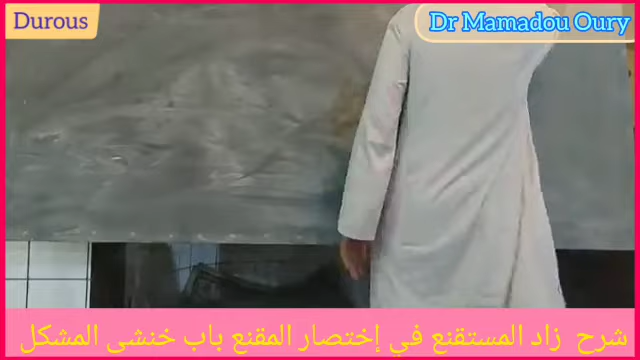 Durous
Dr Mamadou Oury
شرح زاد المستقنع في إختصار المقنع باب خنشى المشكل